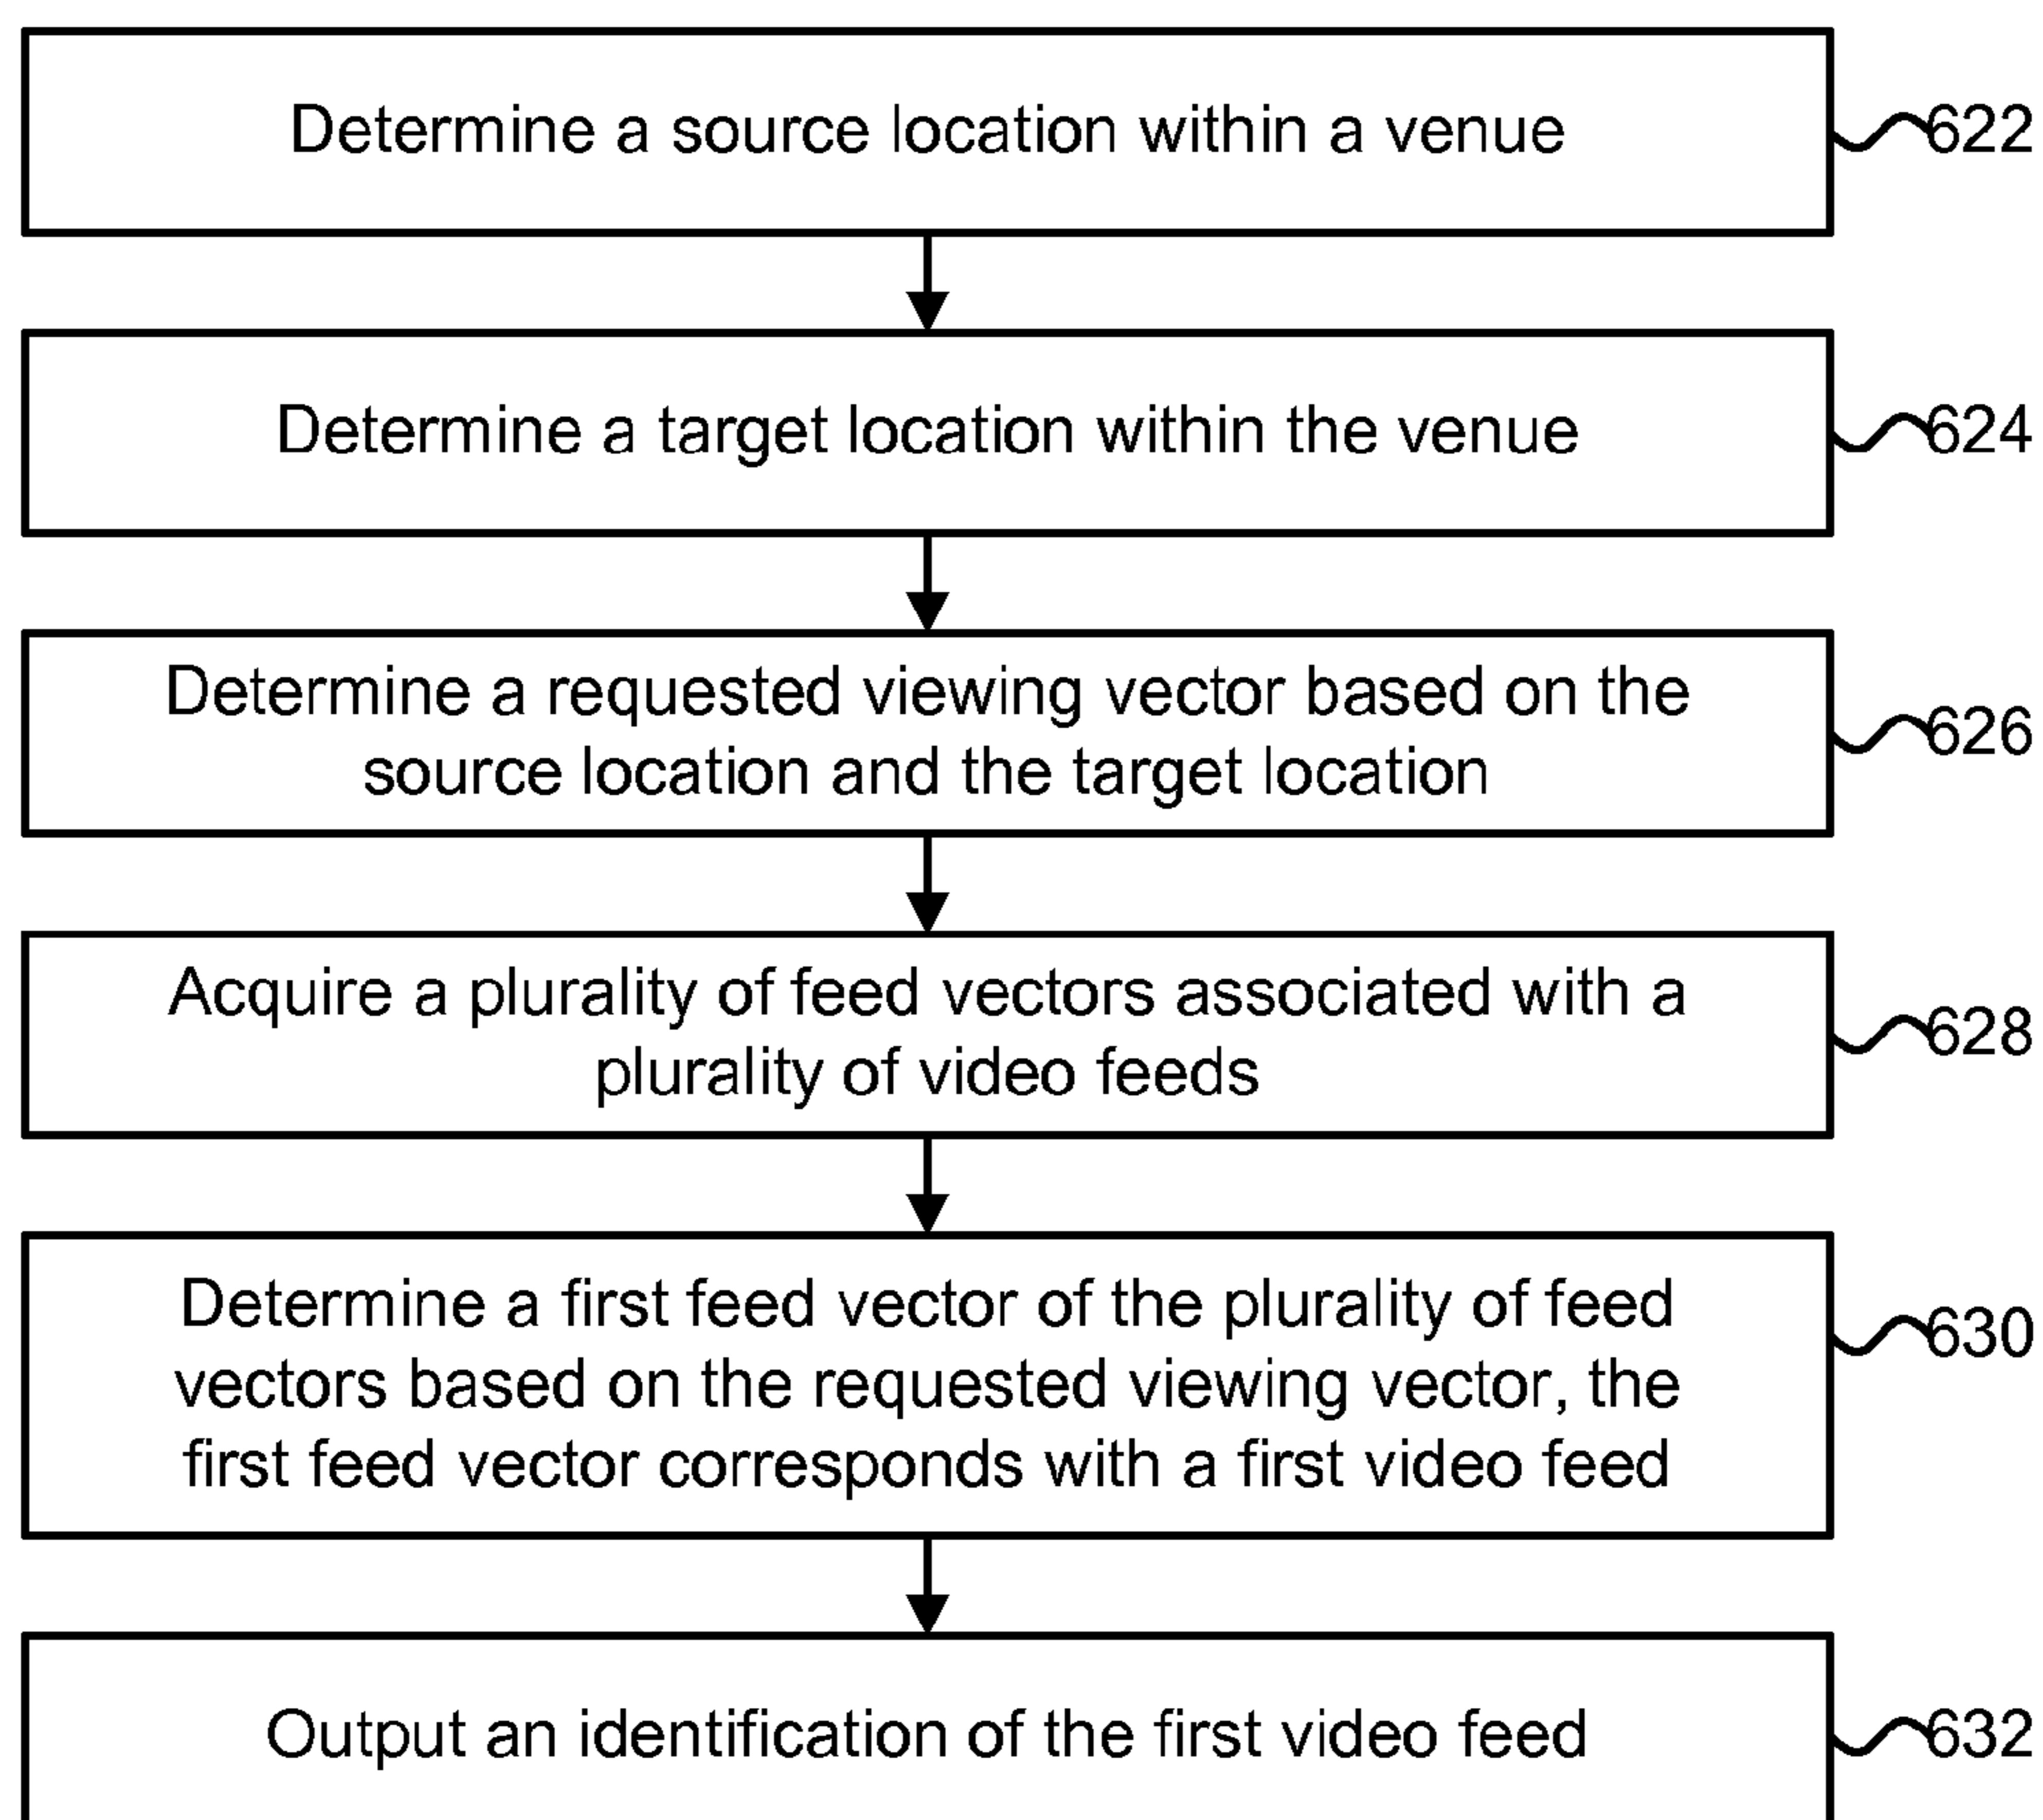 Determine a source location within a venue
622
Determine a target location within the venue
624
Determine a requested viewing vector based on the
source location and the target location
626
Acquire a plurality of feed vectors associated with a
plurality of video feeds
628
Determine a first feed vector of the plurality of feed
vectors based on the requested viewing vector, the
first feed vector corresponds with a first video feed
630
Output an identification of the first video feed
632